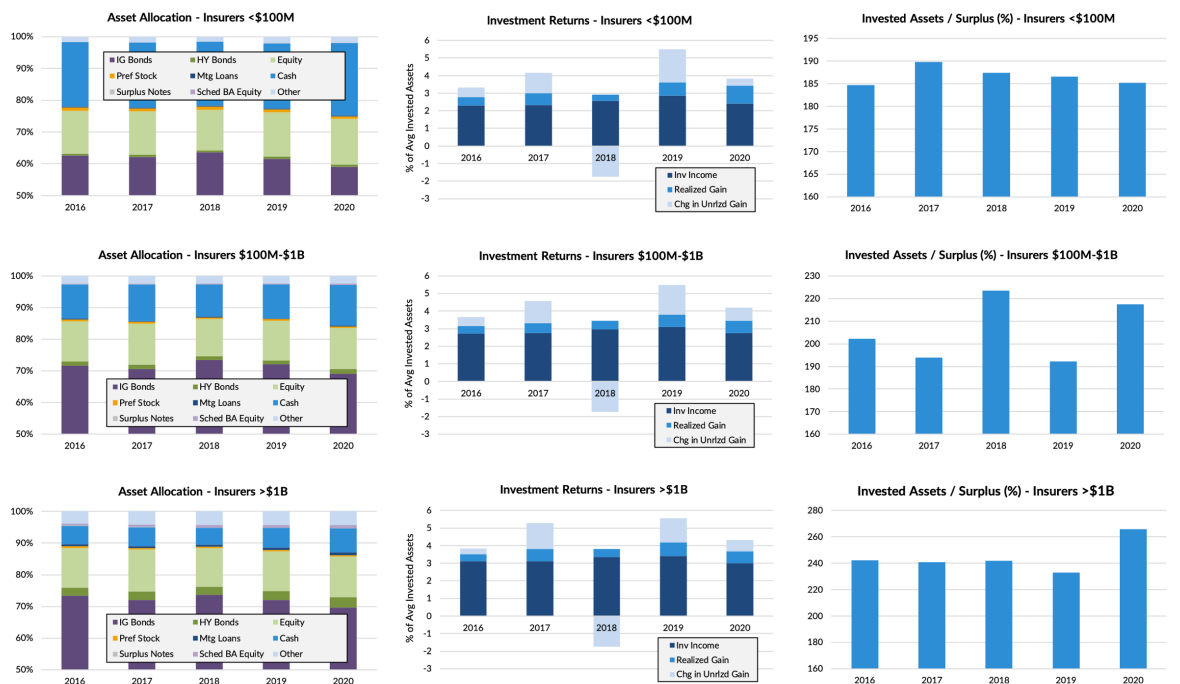 Asset Allocation - Insurers <$100M
100%
90%
80%
70%
60%
50%
IG Bonds HY Bonds Equity
Pref Stock Mtg Loans Cash
Surplus Notes Sched BA Equity Other
2016 2017 2018 2019 2020
Investment Returns - Insurers <$100M
% of Avg Invested Assets
6
5
4
3
2
1
0
-1
-2
-3
2016 2017 2018 2019 2020
Inv Income
Realized Gain
Chg in Unrlzd Gain
Invested Assets / Surplus (%) - Insurers <$100M
195
190
185
180
175
170
165
160
2016 2017 2018 2019 2020
Asset Allocation - Insurers $100M-$1B
100%
90%
80%
70%
60%
50%
IG Bonds HY Bonds Equity
Pref Stock Mtg Loans Cash
Surplus Notes Sched BA Equity Other
2016 2017 2018 2019 2020
Investment Returns - Insurers $100M-$1B
% of Avg Invested Assets
6
5
4
3
2
1
0
-1
-2
-3
2016 2017 2018 2019 2020
Inv Income
Realized Gain
Chg in Unrlzd Gain
Invested Assets / Surplus (%) - Insurers $100M-$1B
230
220
210
200
190
180
170
160
2016 2017 2018 2019 2020
Asset Allocation - Insurers >$1B
100%
90%
80%
70%
60%
50%
IG Bonds HY Bonds Equity
Pref Stock Mtg Loans Cash
Surplus Notes Sched BA Equity Other
2016 2017 2018 2019 2020
Investment Returns - Insurers >$1B
% of Avg Invested Assets
6
5
4
3
2
1
0
-1
-2
-3
2016 2017 2018 2019 2020
Inv Income
Realized Gain
Chg in Unrlzd Gain
Invested Assets / Surplus (%) - Insurers >$1B
280
260
240
220
200
180
160
2016 2017 2018 2019 2020